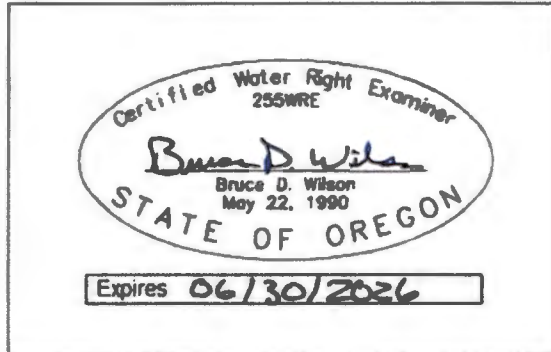 Certified Water Right Examiner
255WRE
Bruce D. Wilson
Bruce D. Wilson
May 22, 1990
STATE OF OREGON
Expires 06/30/2026